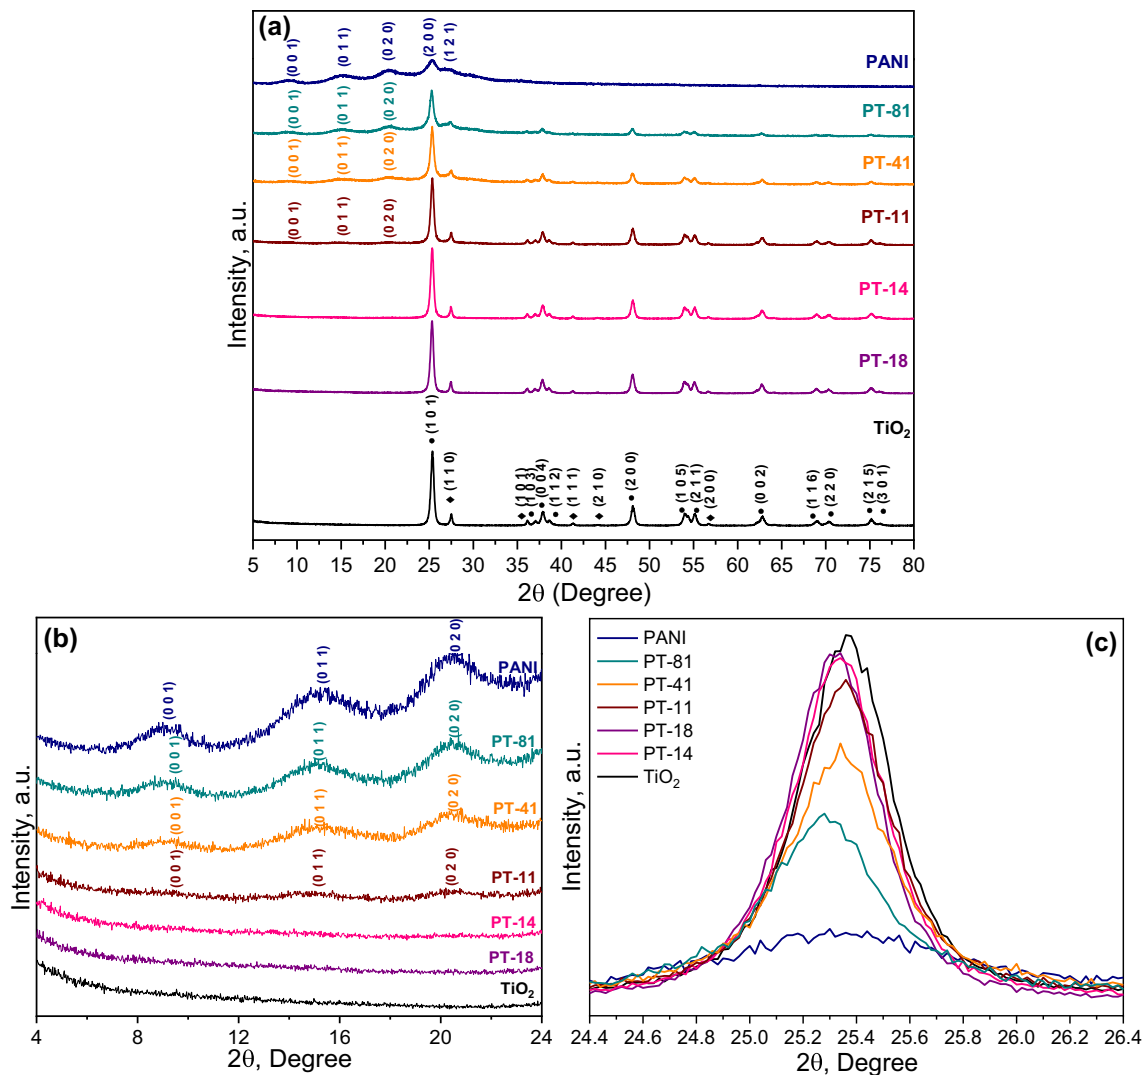 (a)
(0 0 1) (0 1 1) (0 2 0) (2 0 0) (1 2 1)
PANI
(0 0 1) (0 1 1) (0 2 0)
PT-81
(0 0 1) (0 1 1) (0 2 0)
PT-41
(0 0 1) (0 1 1) (0 2 0)
PT-11
PT-14
PT-18
TiO₂
(1 0 1) (1 1 0) (1 0 1) (1 0 3) (0 0 4) (1 1 2) (1 1 1) (2 1 0) (2 0 0) (1 0 5) (2 1 1) (2 0 0) (0 0 2) (1 1 6) (2 2 0) (2 1 5) (3 0 1)
Intensity, a.u.
5 10 15 20 25 30 35 40 45 50 55 60 65 70 75 80
2θ (Degree)
(b)
(0 0 1) (0 1 1) (0 2 0)
PANI
(0 0 1) (0 1 1) (0 2 0)
PT-81
(0 0 1) (0 1 1) (0 2 0)
PT-41
(0 0 1) (0 1 1) (0 2 0)
PT-11
PT-14
PT-18
TiO₂
Intensity, a.u.
4 8 12 16 20 24
2θ, Degree
(c)
PANI
PT-81
PT-41
PT-11
PT-18
PT-14
TiO₂
Intensity, a.u
24.4 24.6 24.8 25.0 25.2 25.4 25.6 25.8 26.0 26.2 26.4
2θ, Degree